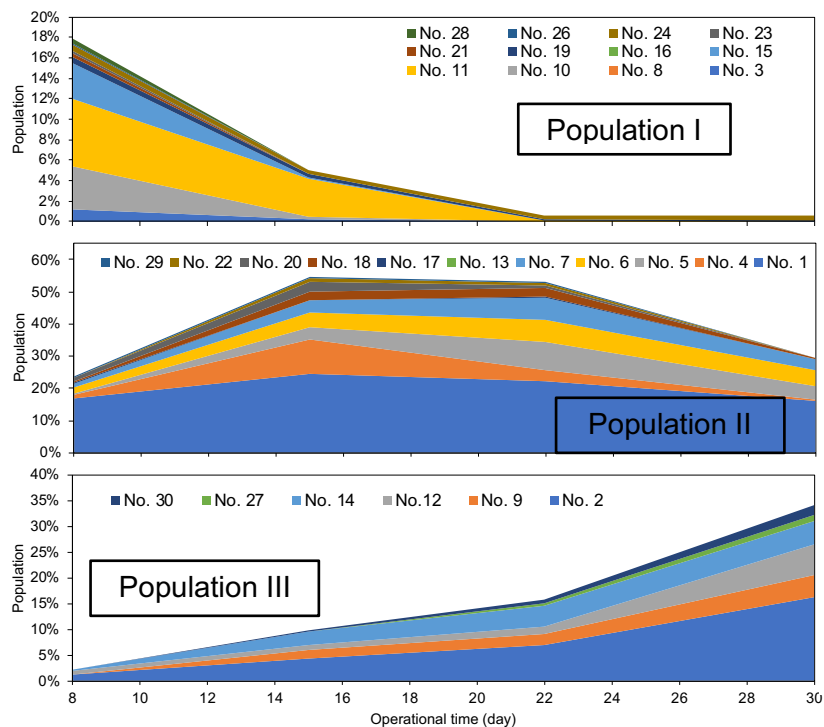 20%
18%
16%
14%
12%
10%
8%
6%
4%
2%
0%
Population
No. 28 No. 26 No. 24 No. 23
No. 21 No. 19 No. 16 No. 15
No. 11 No. 10 No. 8 No. 3
Population I
60%
50%
40%
30%
20%
10%
0%
Population
No. 29 No. 22 No. 20 No. 18 No. 17 No. 13 No. 7 No. 6 No. 5 No. 4 No. 1
Population II
40%
35%
30%
25%
20%
15%
10%
5%
0%
Population
No. 30 No. 27 No. 14 No.12 No. 9 No. 2
Population III
8 10 12 14 16 18 20 22 24 26 28 30
Operational time (day)